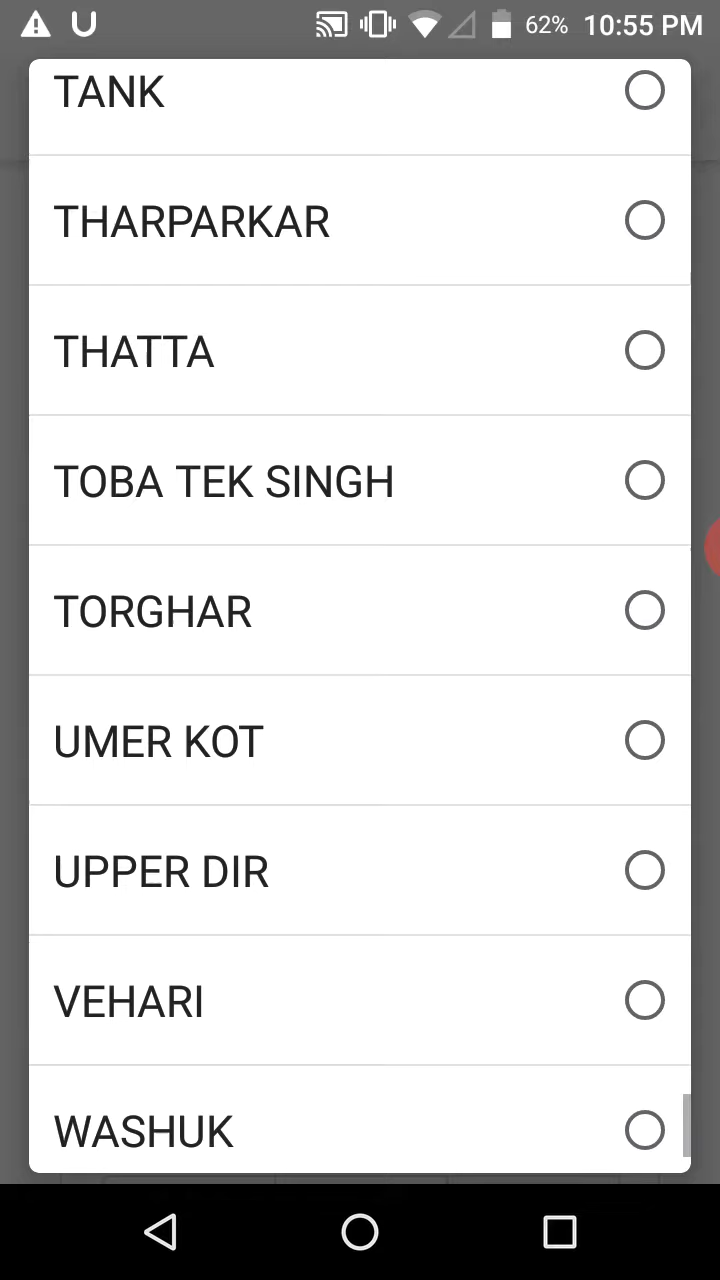 62% 10:55 PM
TANK
THARPARKAR
THATTA
TOBA TEK SINGH
TORGHAR
UMER KOT
UPPER DIR
VEHARI
WASHUK